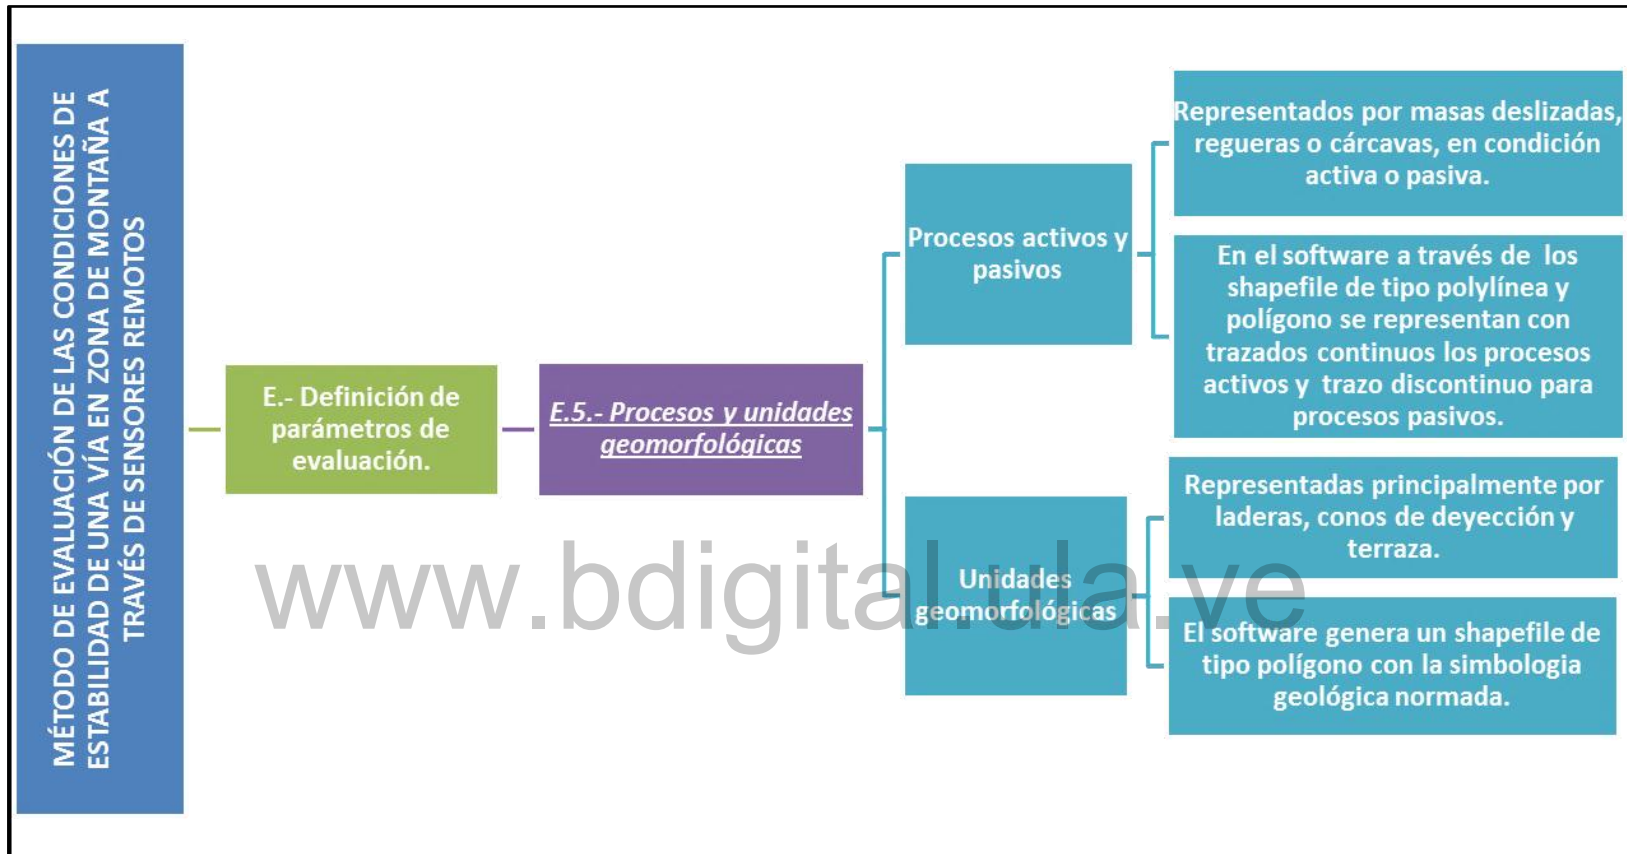 MÉTODO DE EVALUACIÓN DE LAS CONDICIONES DE
ESTABILIDAD DE UNA VÍA EN ZONA DE MONTAÑA A
TRAVÉS DE SENSORES REMOTOS
E.- Definición de
parámetros de
evaluación.
E.5.- Procesos y unidades
geomorfológicas
Procesos activos y
pasivos
Representados por masas deslizadas,
regueras o cárcavas, en condición
activa o pasiva.
En el software a través de los
shapefile de tipo polylínea y
polígono se representan con
trazados continuos los procesos
activos y trazo discontinuo para
procesos pasivos.
Unidades
geomorfológicas
Representadas principalmente por
laderas, conos de deyección y
terraza.
El software genera un shapefile de
tipo polígono con la simbologia
geológica normada.
www.bdigital.ula.ve